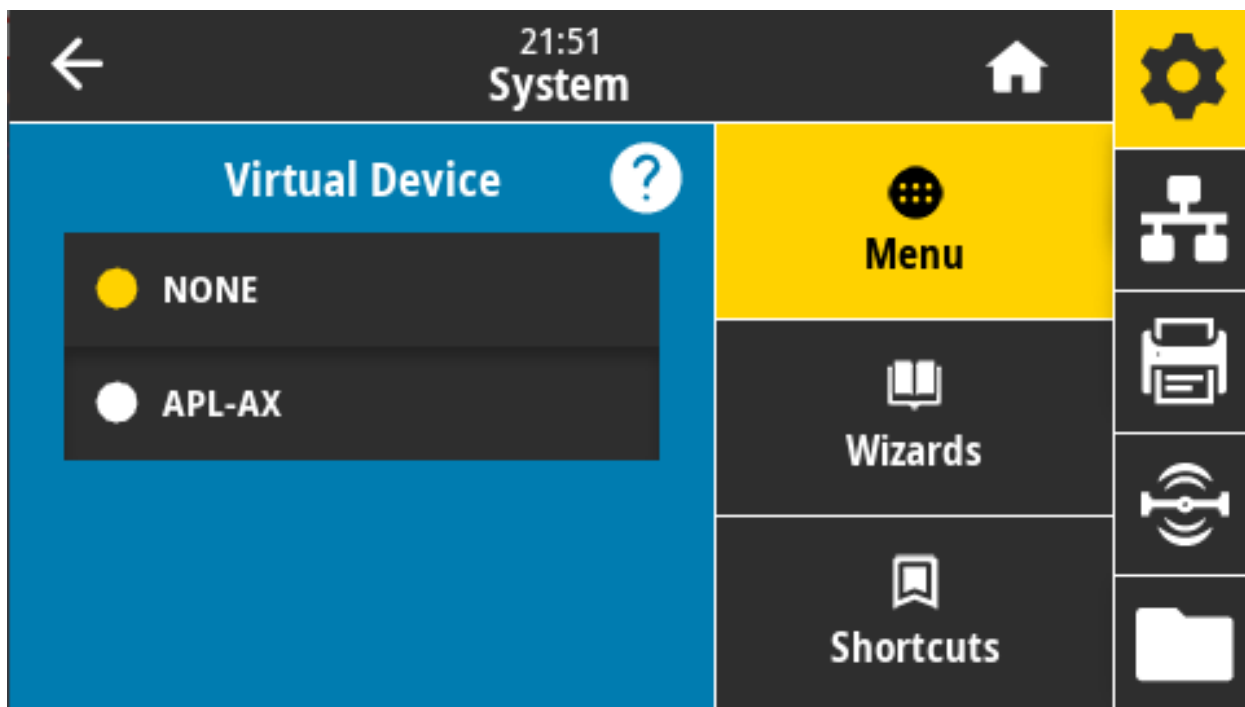 21:51
System
Virtual Device
?
NONE
APL-AX
Menu
Wizards
Shortcuts